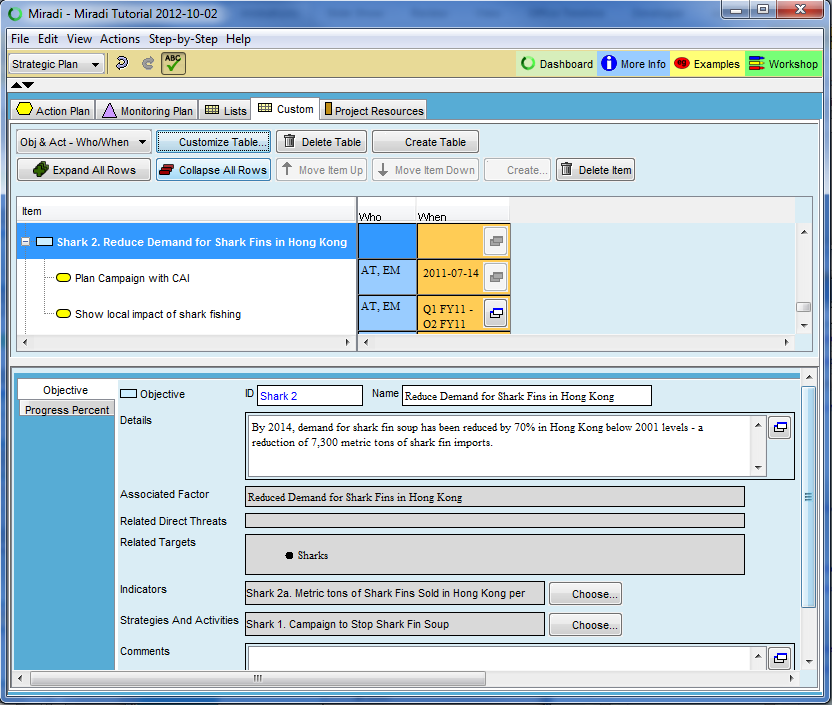 Miradi - Miradi Tutorial 2012-10-02
File Edit View Actions Step-by-Step Help
Strategic Plan
ABC
Dashboard
More Info
Examples
Workshop
Action Plan
Monitoring Plan
Lists
Custom
Project Resources
Obj & Act - Who/When
Customize Table...
Delete Table
Create Table
Expand All Rows
Collapse All Rows
Move Item Up
Move Item Down
Create...
Delete Item
Item
Who
When
Shark 2. Reduce Demand for Shark Fins in Hong Kong
Plan Campaign with CAI
AT, EM
2011-07-14
Show local impact of shark fishing
AT, EM
Q1 FY11 -
Q2 FY11
Objective
Progress Percent
Objective
ID
Shark 2
Name
Reduce Demand for Shark Fins in Hong Kong
Details
By 2014, demand for shark fin soup has been reduced by 70% in Hong Kong below 2001 levels - a
reduction of 7,300 metric tons of shark fin imports.
Associated Factor
Reduced Demand for Shark Fins in Hong Kong
Related Direct Threats
Related Targets
Sharks
Indicators
Shark 2a. Metric tons of Shark Fins Sold in Hong Kong per
Choose...
Strategies And Activities
Shark 1. Campaign to Stop Shark Fin Soup
Choose...
Comments